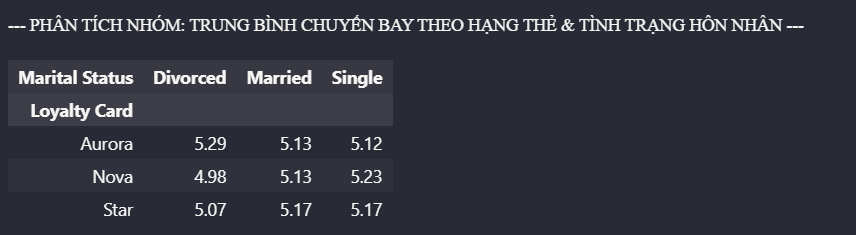 --- PHÂN TÍCH NHÓM: TRUNG BÌNH CHUYẾN BAY THEO HẠNG THẺ & TÌNH TRẠNG HÔN NHÂN ---
Marital Status Divorced Married Single
Loyalty Card
Aurora 5.29 5.13 5.12
Nova 4.98 5.13 5.23
Star 5.07 5.17 5.17